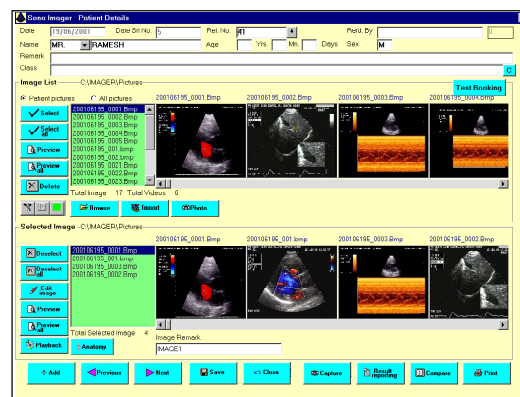 Sono Imager Patient Details
Date 19/06/2001 Date Srl No. 5 Ref. No. 41 Refd. By 0
Name MR. RAMESH Age Yrs. Mn. Days Sex M
Remark
Class C
Image List C:\IMAGER\Pictures
Test Booking
Patient pictures All pictures
200106195_0001.Bmp 200106195_0002.Bmp 200106195_0003.Bmp 200106195_0004.Bmp
Select
Select all
Preview
Preview all
Delete
200106195_0001.Bmp
200106195_0002.Bmp
200106195_0003.Bmp
200106195_0004.Bmp
200106195_0005.Bmp
200106195_001.bmp
200106195_002.bmp
200106195_0021.Bmp
200106195_0022.Bmp
200106195_0023.Bmp
Total Image 17 Total Videos 0
Browse Import Photo
Selected Image C:\IMAGER\Pictures
200106195_0001.Bmp 200106195_001.bmp 200106195_0003.Bmp 200106195_0002.Bmp
Deselect
Deselect all
Edit image
Preview
Preview all
Playback
200106195_0001.Bmp
200106195_001.bmp
200106195_0003.Bmp
200106195_0002.Bmp
Total Selected Image 4
Anatomy
Image Remark
IMAGE1
Add Previous Next Save Close Capture Result reporting Compare Print